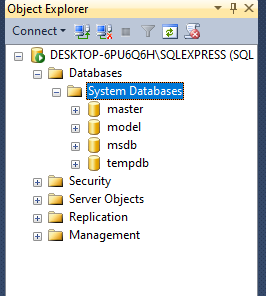 Object Explorer
Connect
DESKTOP-6PU6Q6H\SQLEXPRESS (SQL
Databases
System Databases
master
model
msdb
tempdb
Security
Server Objects
Replication
Management